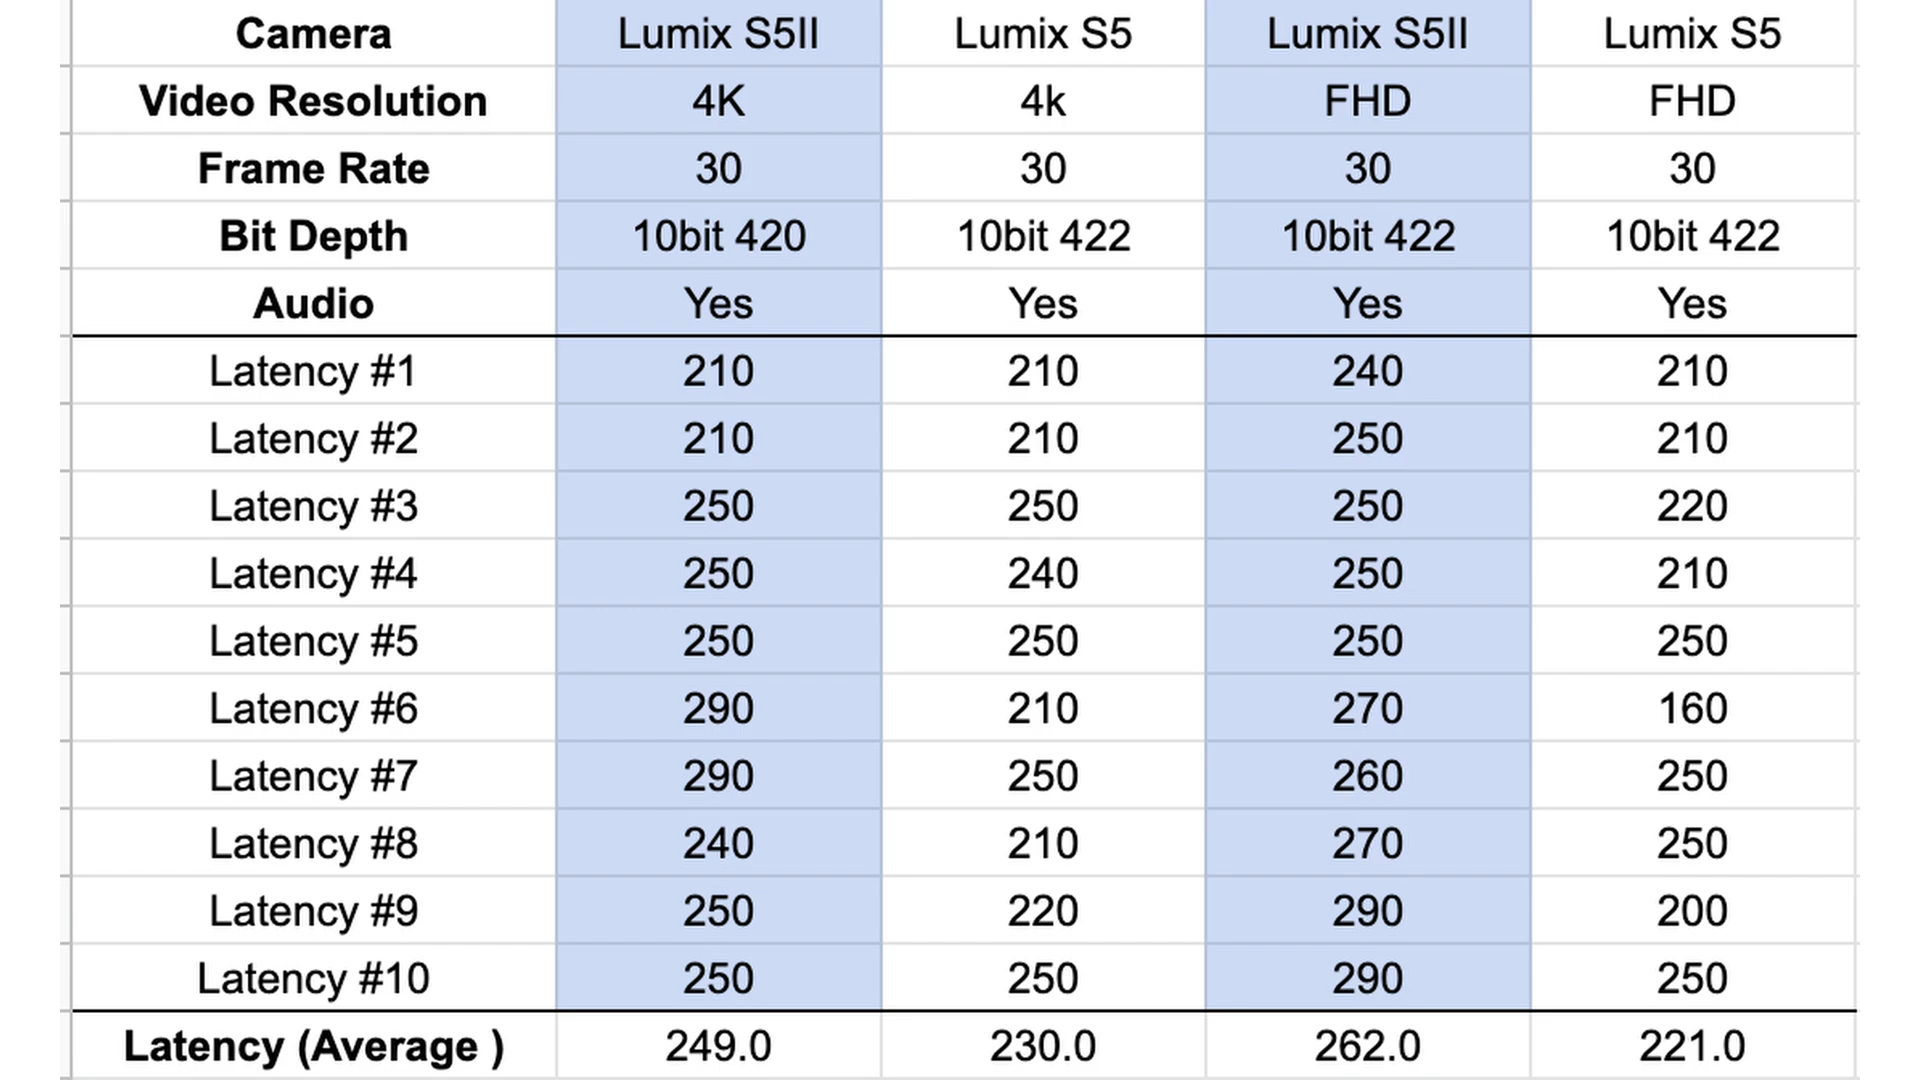 Camera Lumix S5II Lumix S5 Lumix S5II Lumix S5
Video Resolution 4K 4k FHD FHD
Frame Rate 30 30 30 30
Bit Depth 10bit 420 10bit 422 10bit 422 10bit 422
Audio Yes Yes Yes Yes
Latency #1 210 210 240 210
Latency #2 210 210 250 210
Latency #3 250 250 250 220
Latency #4 250 240 250 210
Latency #5 250 250 250 250
Latency #6 290 210 270 160
Latency #7 290 250 260 250
Latency #8 240 210 270 250
Latency #9 250 220 290 200
Latency #10 250 250 290 250
Latency (Average ) 249.0 230.0 262.0 221.0